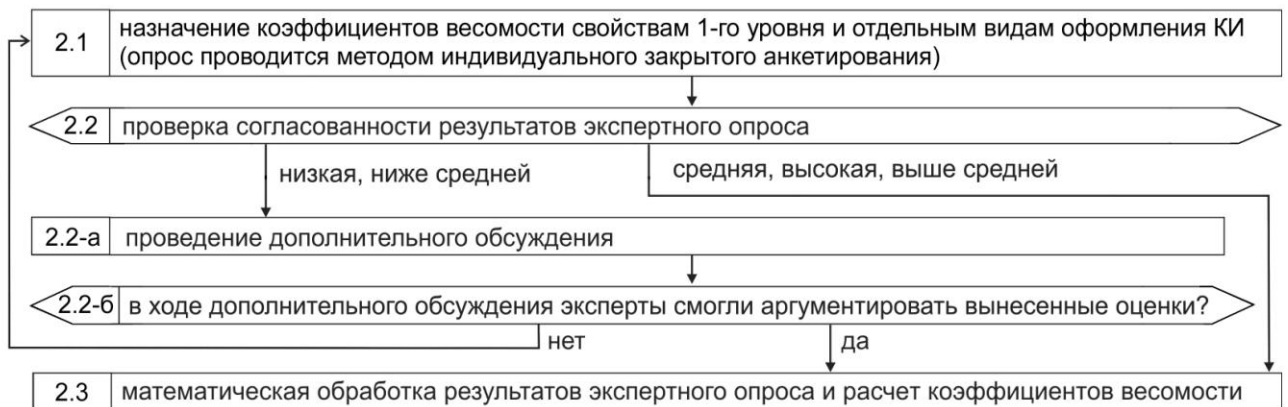 2.1 назначение коэффициентов весомости свойствам 1-го уровня и отдельным видам оформления КИ
(опрос проводится методом индивидуального закрытого анкетирования)
2.2 проверка согласованности результатов экспертного опроса
низкая, ниже средней
средняя, высокая, выше средней
2.2-а проведение дополнительного обсуждения
2.2-б в ходе дополнительного обсуждения эксперты смогли аргументировать вынесенные оценки?
нет
да
2.3 математическая обработка результатов экспертного опроса и расчет коэффициентов весомости